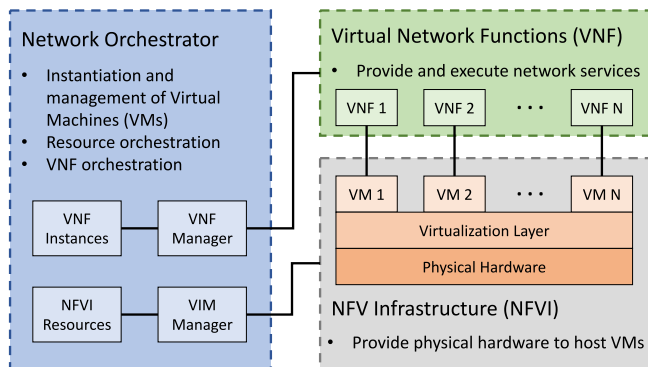 Network Orchestrator
• Instantiation and
management of Virtual
Machines (VMs)
• Resource orchestration
• VNF orchestration
VNF
Instances
VNF
Manager
NFVI
Resources
VIM
Manager
Virtual Network Functions (VNF)
• Provide and execute network services
VNF 1
VNF 2
• • •
VNF N
VM 1
VM 2
• • •
VM N
Virtualization Layer
Physical Hardware
NFV Infrastructure (NFVI)
• Provide physical hardware to host VMs